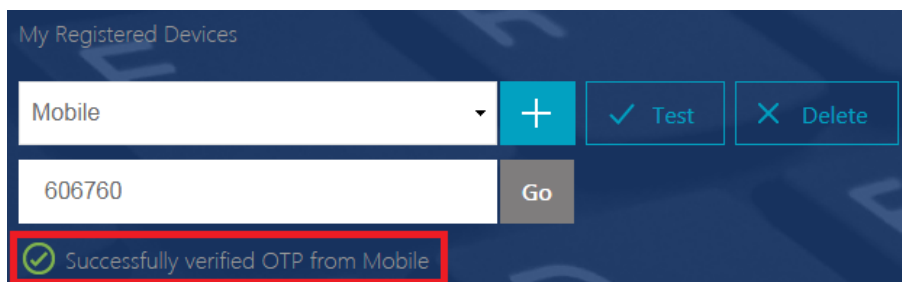 My Registered Devices
Mobile
Test
Delete
606760
Go
Successfully verified OTP from Mobile